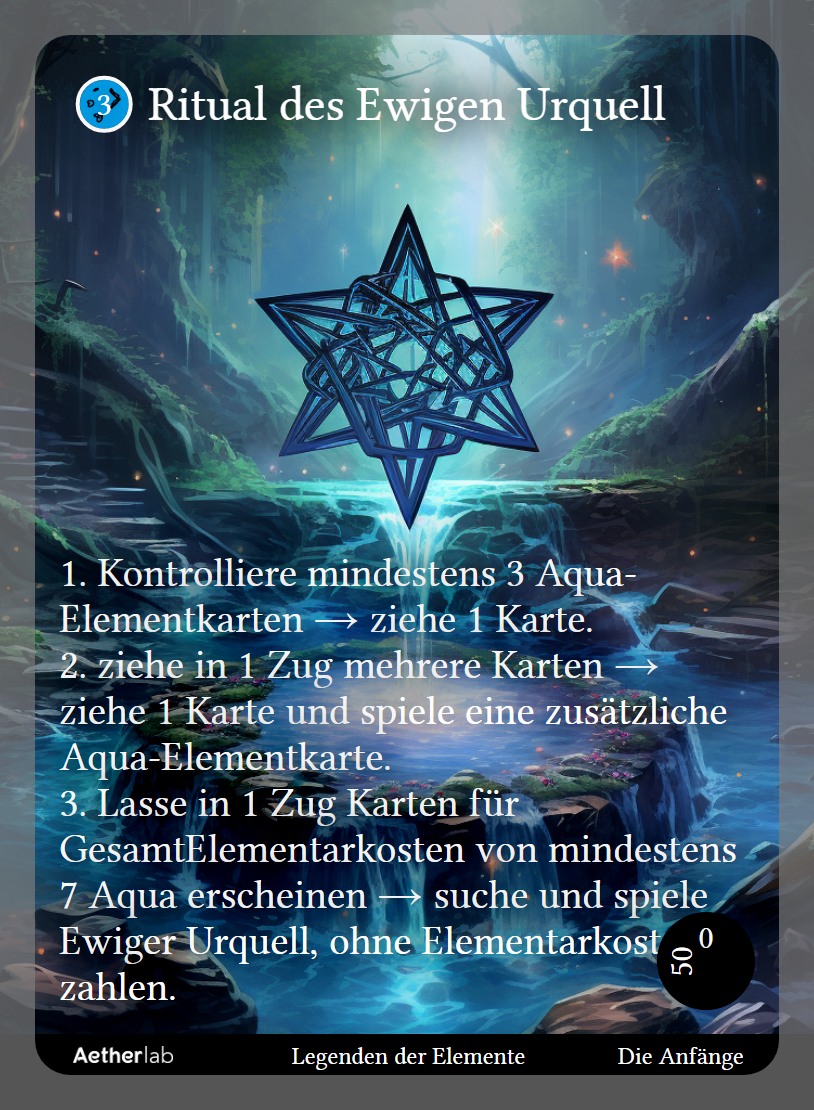 3 Ritual des Ewigen Urquell
1. Kontrolliere mindestens 3 Aqua-
Elementkarten → ziehe 1 Karte.
2. ziehe in 1 Zug mehrere Karten →
ziehe 1 Karte und spiele eine zusätzliche
Aqua-Elementkarte.
3. Lasse in 1 Zug Karten für
GesamtElementarkosten von mindestens
7 Aqua erscheinen → suche und spiele
Ewiger Urquell, ohne
zahlen.
0
50
Aetherlab Legenden der Elemente Die Anfänge